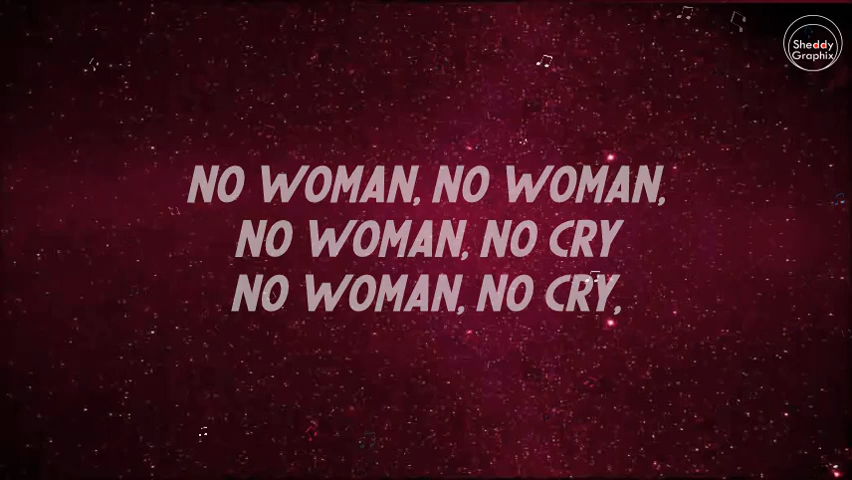 Sheddy
Graphix
NO WOMAN, NO WOMAN,
NO WOMAN, NO CRY
NO WOMAN, NO CRY,